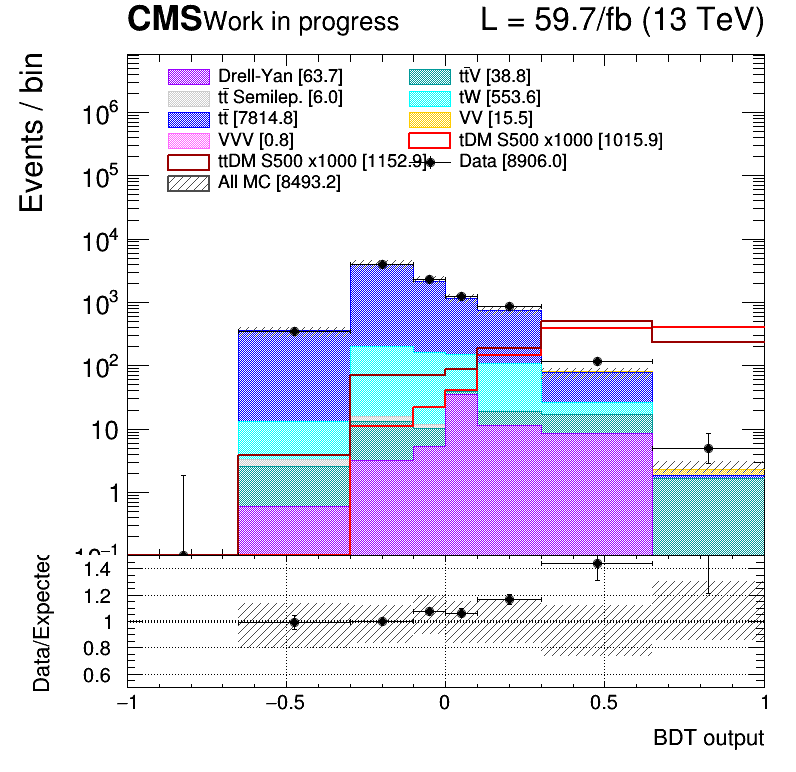 CMS Work in progress L = 59.7/fb (13 TeV)
Events / bin
Drell-Yan [63.7] tt̄V [38.8]
tt̄ Semilep. [6.0] tW [553.6]
tt̄ [7814.8] VV [15.5]
VVV [0.8] tDM S500 x1000 [1015.9]
ttDM S500 x1000 [1152.9] Data [8906.0]
All MC [8493.2]
10⁶
10⁵
10⁴
10³
10²
10
1
10⁻¹
Data/Expected
1.4
1.2
1
0.8
0.6
−1 −0.5 0 0.5 1
BDT output